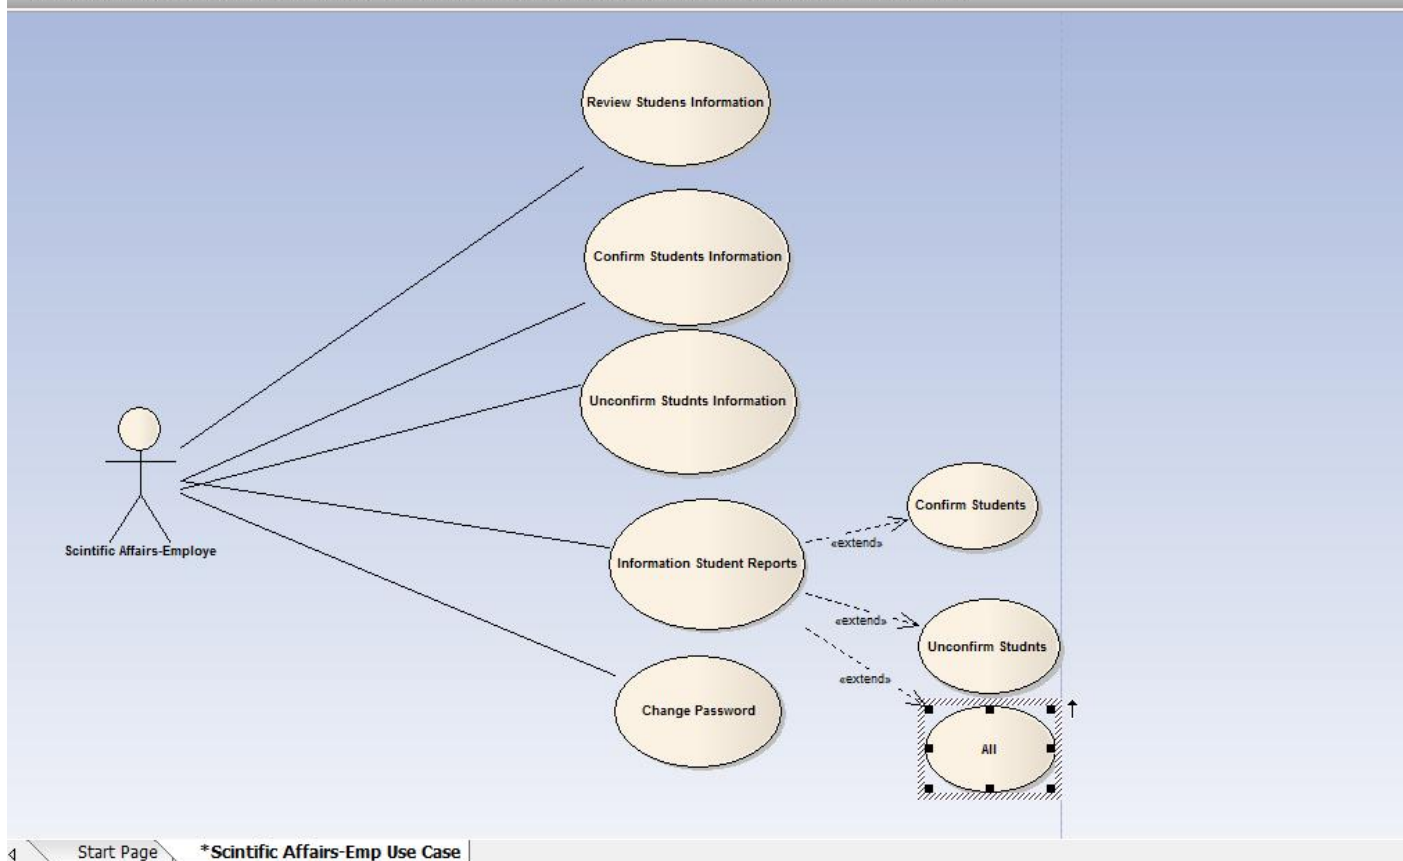 Review Studens Information
Confirm Students Information
Unconfirm Studnts Information
Scintific Affairs-Employe
Information Student Reports
«extend»
Confirm Students
«extend»
Unconfirm Studnts
«extend»
All
Change Password
Start Page
*Scintific Affairs-Emp Use Case